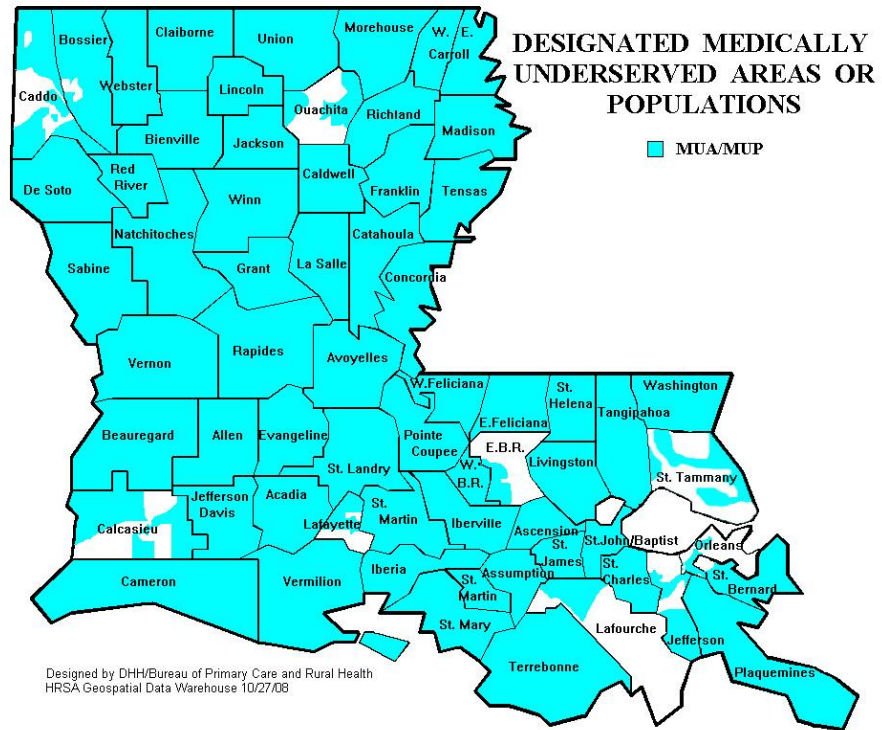 DESIGNATED MEDICALLY
UNDERSERVED AREAS OR
POPULATIONS
MUA/MUP
Caddo
Bossier
Webster
Claiborne
Union
Morehouse
W.
Carroll
E.
Lincoln
Ouachita
Richland
Madison
Bienville
Jackson
De Soto
Red
River
Caldwell
Franklin
Tensas
Winn
Natchitoches
Catahoula
Sabine
Grant
La Salle
Concordia
Vernon
Rapides
Avoyelles
W.Feliciana
E.Feliciana
St.
Helena
Tangipahoa
Washington
Beauregard
Allen
Evangeline
St. Landry
Pointe
Coupee
W.
B.R.
E.B.R.
Livingston
St. Tammany
Calcasieu
Jefferson
Davis
Acadia
Lafayette
St.
Martin
Iberville
Ascension
St.John/Baptist
Orleans
Cameron
Vermilion
Iberia
St.
Martin
Assumption
St.
James
St.
Charles
St.
Bernard
St. Mary
Lafourche
Jefferson
Terrebonne
Plaquemines
Designed by DHH/Bureau of Primary Care and Rural Health
HRSA Geospatial Data Warehouse 10/27/08